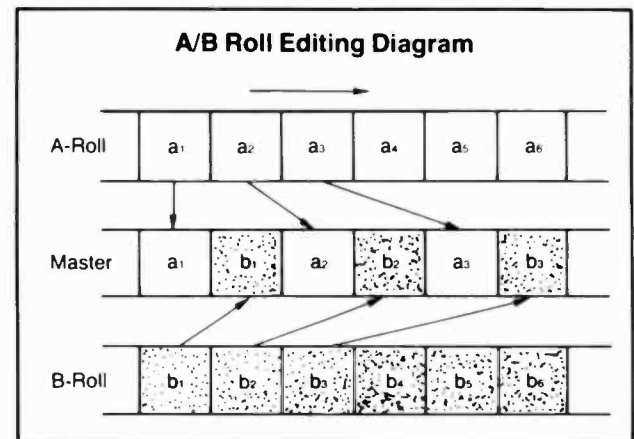 A/B Roll Editing Diagram
A-Roll a₁ a₂ a₃ a₄ a₅ a₆
Master a₁ b₁ a₂ b₂ a₃ b₃
B-Roll b₁ b₂ b₃ b₄ b₅ b₆